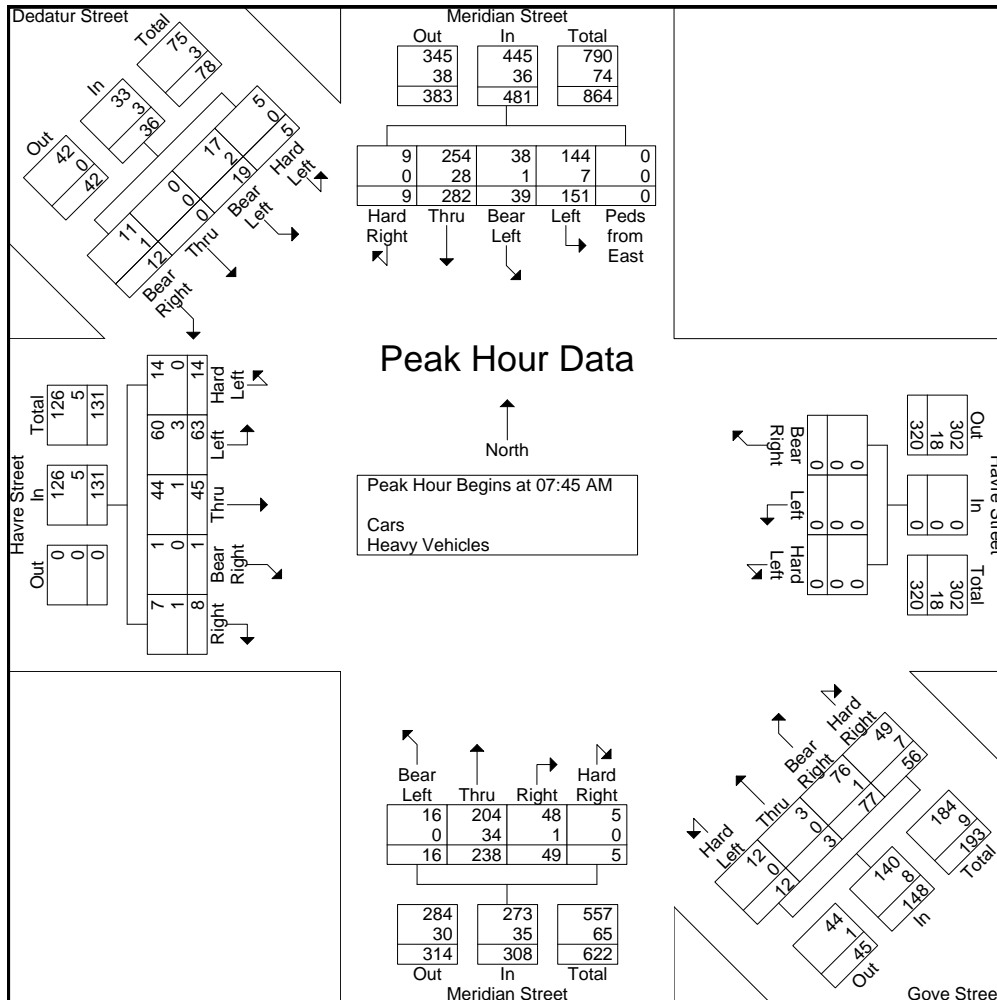 Dedatur Street
Total
75
3
78
In
33
3
36
Out
42
0
42
5
0
5
17
2
19
0
0
0
11
1
12
Hard
Left
Bear
Left
Thru
Bear
Right
Meridian Street
Out In Total
345 445 790
38 36 74
383 481 864
9 254 38 144 0
0 28 1 7 0
9 282 39 151 0
Hard Thru Bear Left Peds
Right Left from
East
Peak Hour Data
North
Peak Hour Begins at 07:45 AM
Cars
Heavy Vehicles
Havre Street
Total
126
5
131
In
126
5
131
Out
0
0
0
14 0 14
Hard
Left
60 3 63
Left
44 1 45
Thru
1 0 1
Bear
Right
7 1 8
Right
Havre Street
Out
302
18
320
In
0
0
0
Total
302
18
320
Bear
Right
0 0 0
Left
0 0 0
Hard
Left
0 0 0
Bear Hard
Left Thru Right Right
16 204 48 5
0 34 1 0
16 238 49 5
284 273 557
30 35 65
314 308 622
Out In Total
Meridian Street
Hard
Right
Bear
Right
Thru
Hard
Left
49
7
56
76
1
77
3
0
3
12
0
12
184
9
193
Total
140
8
148
In
44
1
45
Out
Gove Stree